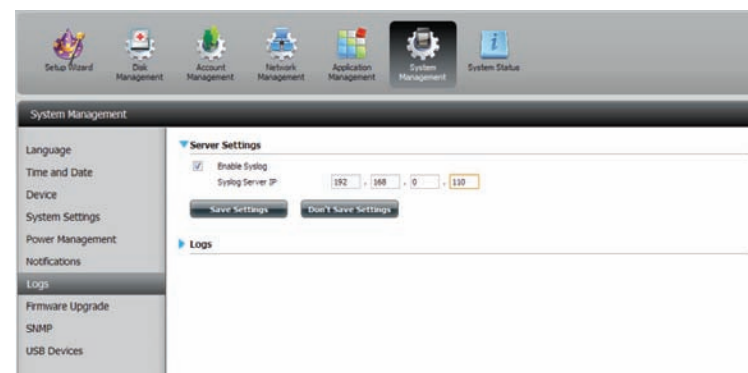 Setup Wizard
Disk Management
Account Management
Network Management
Application Management
System Management
System Status
System Management
Language
Time and Date
Device
System Settings
Power Management
Notifications
Logs
Firmware Upgrade
SNMP
USB Devices
Server Settings
Enable Syslog
Syslog Server IP 192 . 168 . 0 . 110
Save Settings Don't Save Settings
Logs